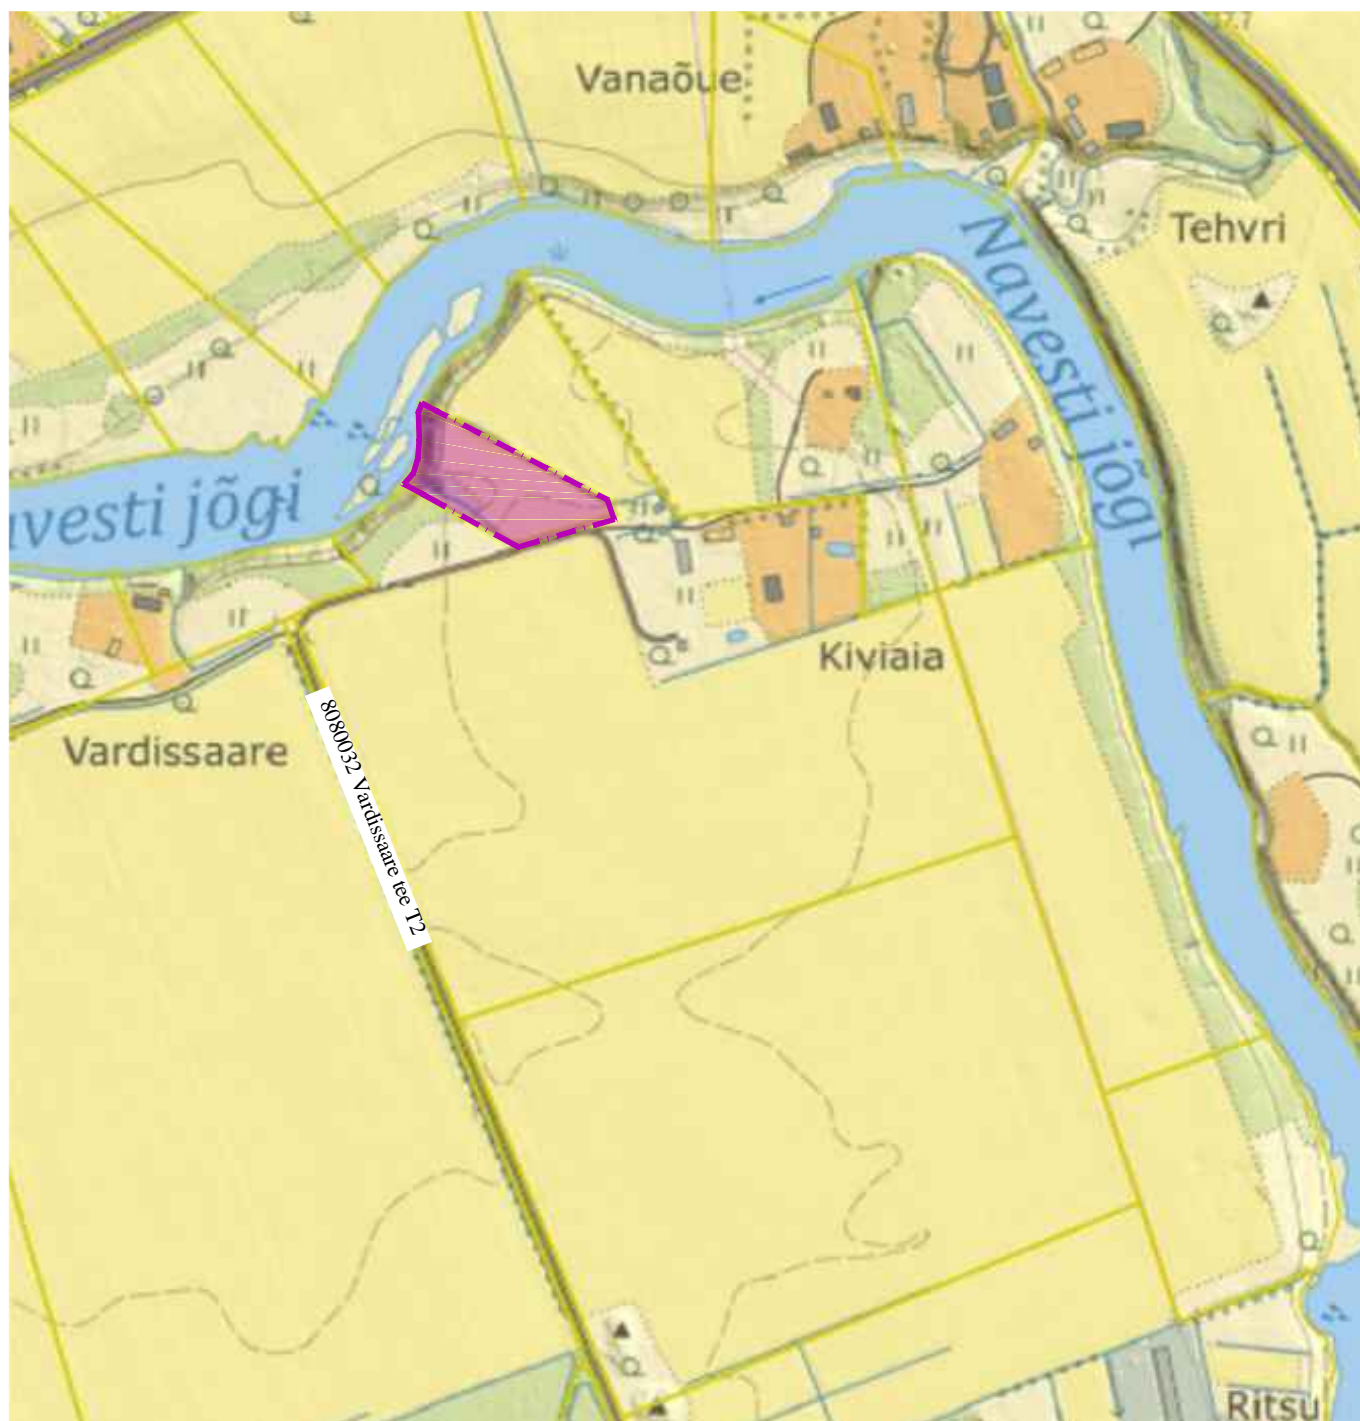 Vanaõue
Tehvri
Navesti jõgi
vesti jõgi
Kiviaia
Vardissaare
8080032 Vardissaare tee T2
Ritsu